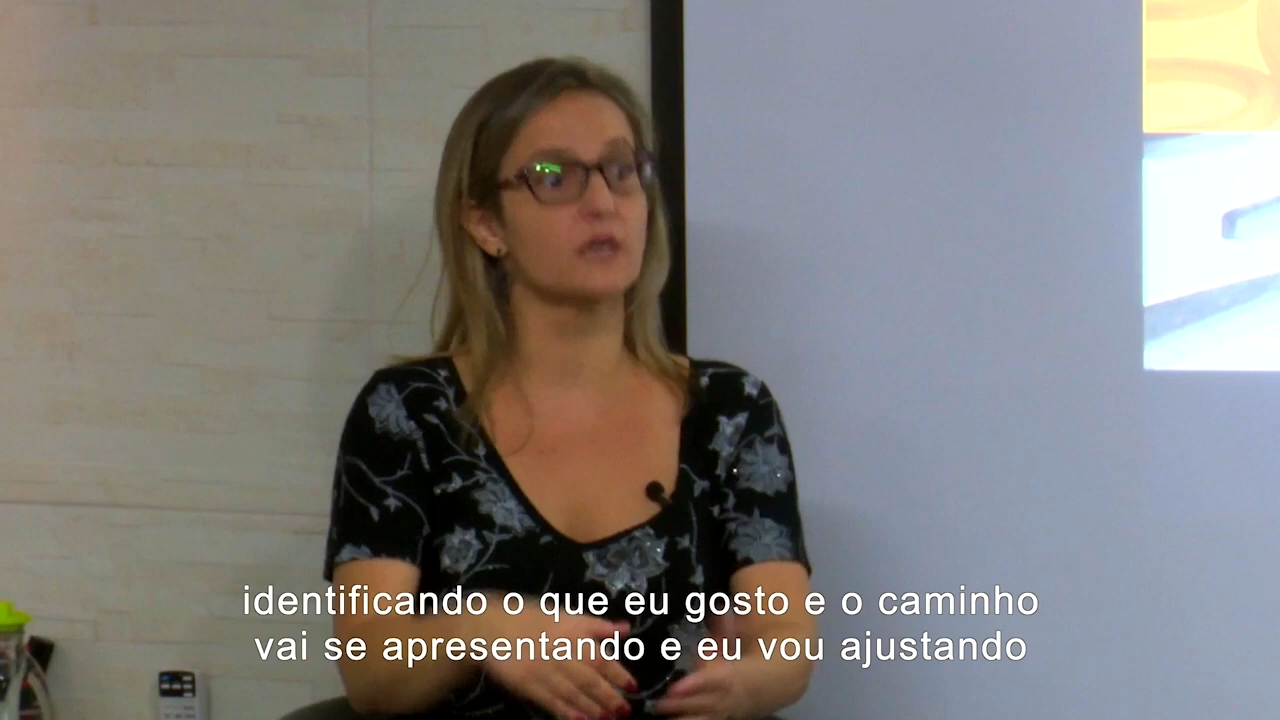 identificando o que eu gosto e o caminho
vai se apresentando e eu vou ajustando